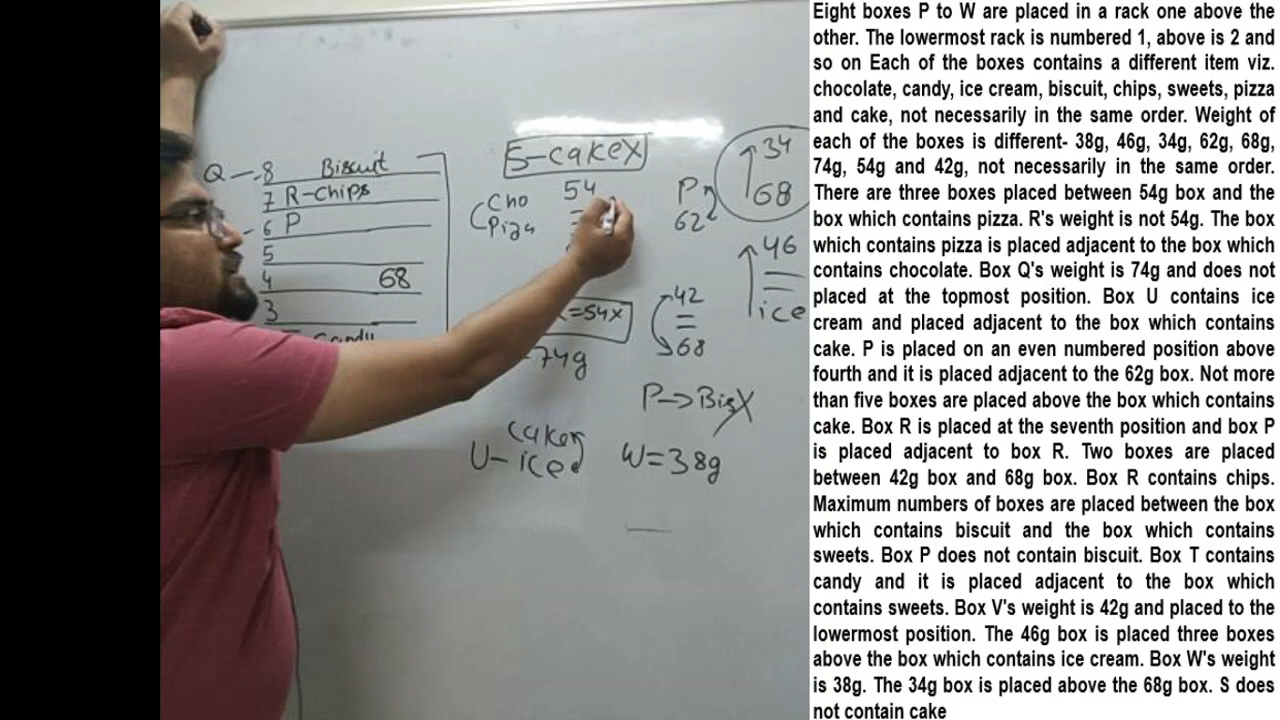 Q - 8 Biscuit
7 R-Chips
6 P
5
4 68
3
Candy
S-cakeX
Cho
Piza
54
=
P
62
34
68
46
=
ice
42
=
68
=54X
74g
P→BisX
cake
U-ice
W=38g
Eight boxes P to W are placed in a rack one above the
other. The lowermost rack is numbered 1, above is 2 and
so on Each of the boxes contains a different item viz.
chocolate, candy, ice cream, biscuit, chips, sweets, pizza
and cake, not necessarily in the same order. Weight of
each of the boxes is different- 38g, 46g, 34g, 62g, 68g,
74g, 54g and 42g, not necessarily in the same order.
There are three boxes placed between 54g box and the
box which contains pizza. R's weight is not 54g. The box
which contains pizza is placed adjacent to the box which
contains chocolate. Box Q's weight is 74g and does not
placed at the topmost position. Box U contains ice
cream and placed adjacent to the box which contains
cake. P is placed on an even numbered position above
fourth and it is placed adjacent to the 62g box. Not more
than five boxes are placed above the box which contains
cake. Box R is placed at the seventh position and box P
is placed adjacent to box R. Two boxes are placed
between 42g box and 68g box. Box R contains chips.
Maximum numbers of boxes are placed between the box
which contains biscuit and the box which contains
sweets. Box P does not contain biscuit. Box T contains
candy and it is placed adjacent to the box which
contains sweets. Box V's weight is 42g and placed to the
lowermost position. The 46g box is placed three boxes
above the box which contains ice cream. Box W's weight
is 38g. The 34g box is placed above the 68g box. S does
not contain cake